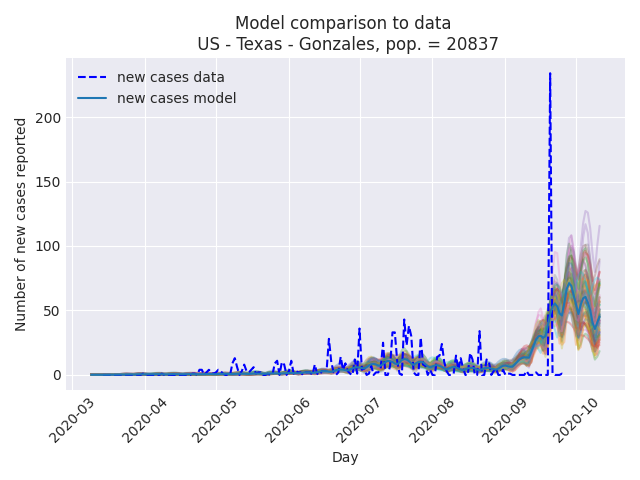 Model comparison to data
US - Texas - Gonzales, pop. = 20837
new cases data
new cases model
Number of new cases reported
200
150
100
50
0
2020-03
2020-04
2020-05
2020-06
2020-07
2020-08
2020-09
2020-10
Day